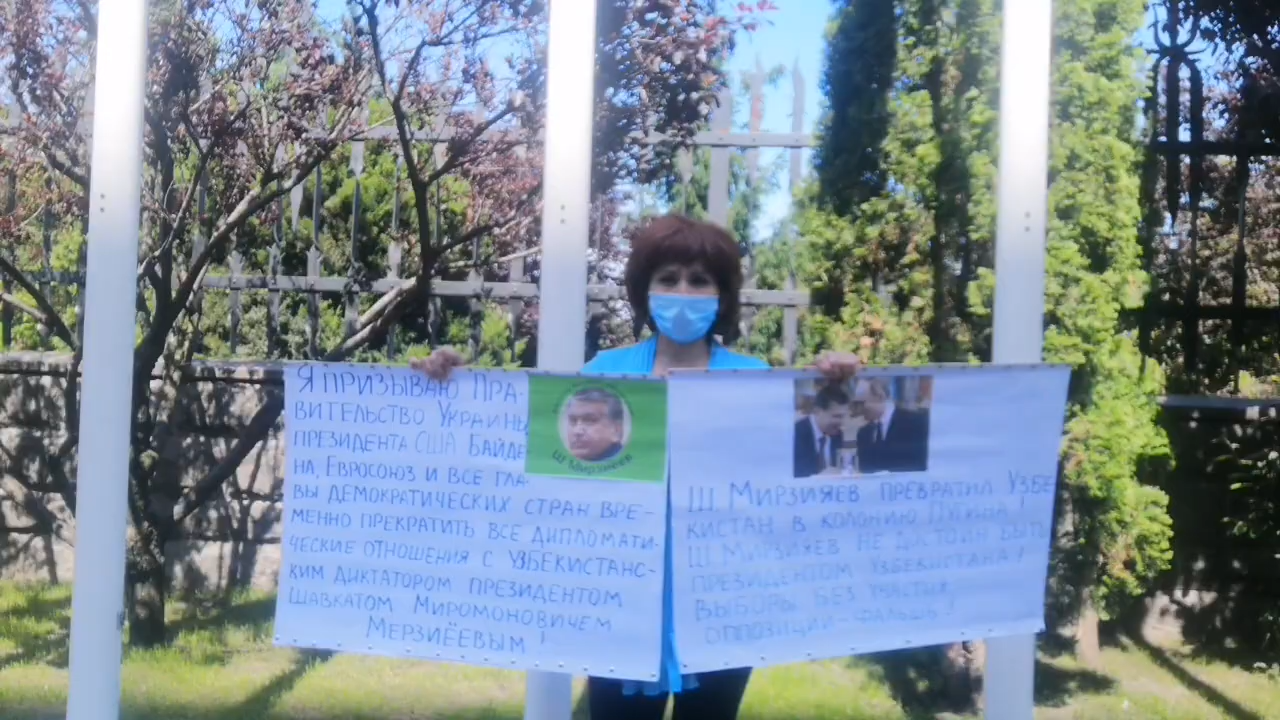 Я ПРИЗЫВАЮ ПРА-
ВИТЕЛЬСТВО УКРАИНЫ
ПРЕЗИДЕНТА США БАЙДЕ-
НА, ЕВРОСОЮЗ И ВСЕ ГЛА-
ВЫ ДЕМОКРАТИЧЕСКИХ СТРАН ВРЕ-
МЕННО ПРЕКРАТИТЬ ВСЕ ДИПЛОМАТИ-
ЧЕСКИЕ ОТНОШЕНИЯ С УЗБЕКИСТАНС-
КИМ ДИКТАТОРОМ ПРЕЗИДЕНТОМ
ШАВКАТОМ МИРОМОНОВИЧЕМ
МЕРЗИЁЕВЫМ!
Ш. Мирзияев
Ш. МИРЗИЯЕВ ПРЕВРАТИЛ УЗБЕ-
КИСТАН В КОЛОНИЮ ПУТИНА!
Ш. МИРЗИЯЕВ НЕ ДОСТОИН БЫТЬ
ПРЕЗИДЕНТОМ УЗБЕКИСТАНА!
ВЫБОРЫ БЕЗ УЧАСТИЯ
ОППОЗИЦИИ - ФАЛЬШЬ!